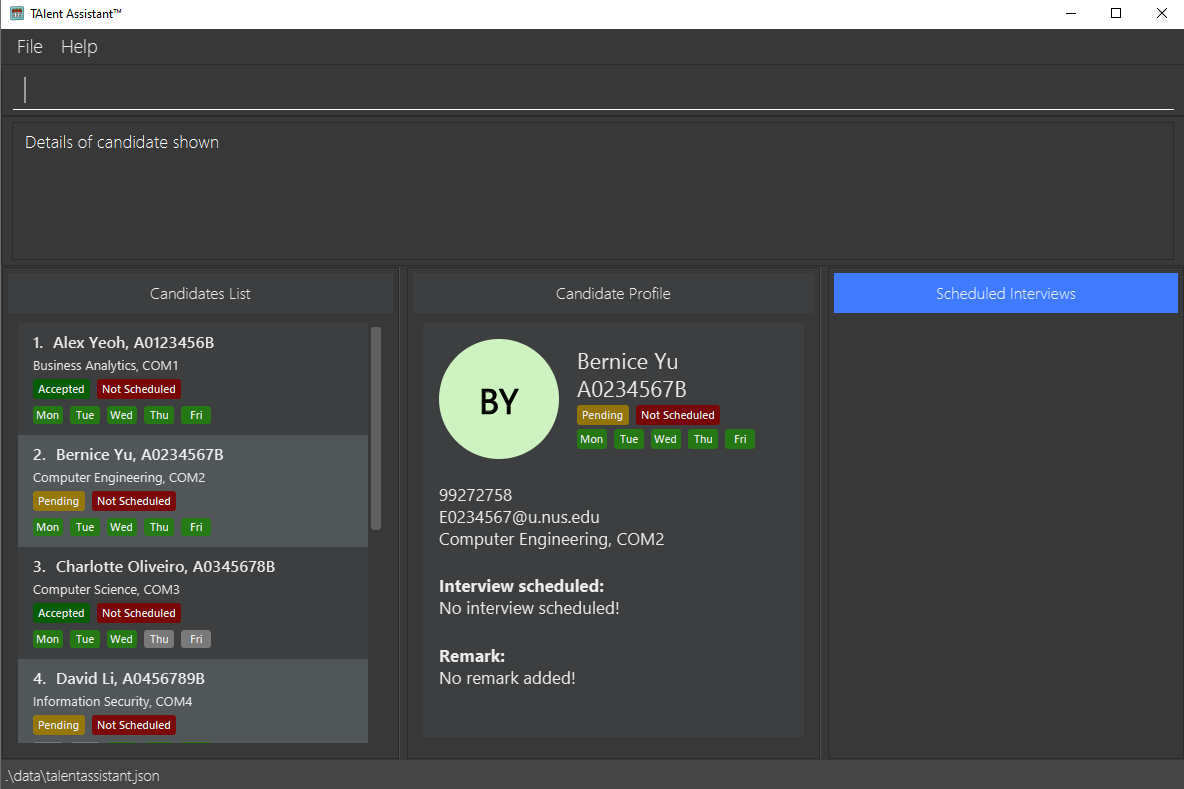 TAlent Assistant™
File Help
Details of candidate shown
Candidates List
1. Alex Yeoh, A0123456B
Business Analytics, COM1
Accepted Not Scheduled
Mon Tue Wed Thu Fri
2. Bernice Yu, A0234567B
Computer Engineering, COM2
Pending Not Scheduled
Mon Tue Wed Thu Fri
3. Charlotte Oliveiro, A0345678B
Computer Science, COM3
Accepted Not Scheduled
Mon Tue Wed Thu Fri
4. David Li, A0456789B
Information Security, COM4
Pending Not Scheduled
Candidate Profile
BY
Bernice Yu
A0234567B
Pending Not Scheduled
Mon Tue Wed Thu Fri
99272758
E0234567@u.nus.edu
Computer Engineering, COM2
Interview scheduled:
No interview scheduled!
Remark:
No remark added!
Scheduled Interviews
.\data\talentassistant.json